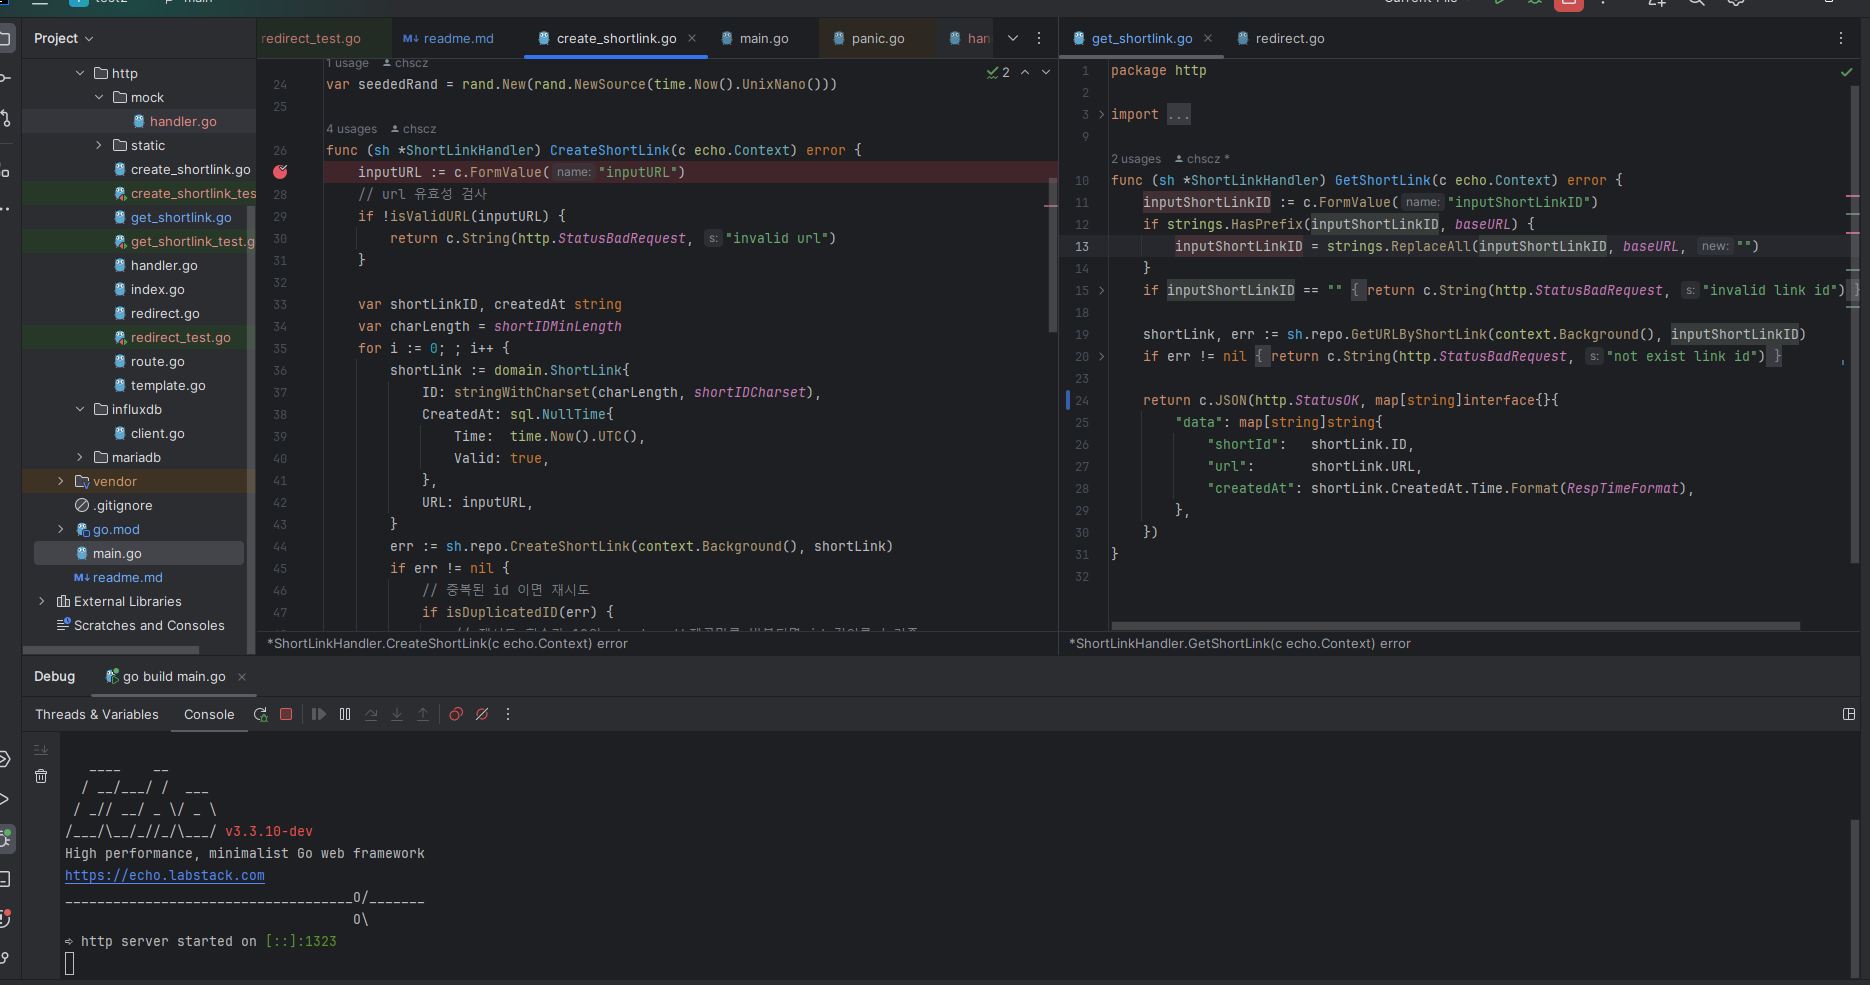 test2
main
Current File
Project
http
mock
handler.go
static
create_shortlink.go
create_shortlink_tes
get_shortlink.go
get_shortlink_test.g
handler.go
index.go
redirect.go
redirect_test.go
route.go
template.go
influxdb
client.go
mariadb
vendor
.gitignore
go.mod
main.go
M↓ readme.md
External Libraries
Scratches and Consoles
redirect_test.go
M↓ readme.md
create_shortlink.go
main.go
panic.go
han
1 usage chscz
2
24 var seededRand = rand.New(rand.NewSource(time.Now().UnixNano()))
25
4 usages chscz
26 func (sh *ShortLinkHandler) CreateShortLink(c echo.Context) error {
inputURL := c.FormValue( name: "inputURL")
28 // url 유효성 검사
29 if !isValidURL(inputURL) {
30 return c.String(http.StatusBadRequest, s: "invalid url")
31 }
32
33 var shortLinkID, createdAt string
34 var charLength = shortIDMinLength
35 for i := 0; ; i++ {
36 shortLink := domain.ShortLink{
37 ID: stringWithCharset(charLength, shortIDCharset),
38 CreatedAt: sql.NullTime{
39 Time: time.Now().UTC(),
40 Valid: true,
41 },
42 URL: inputURL,
43 }
44 err := sh.repo.CreateShortLink(context.Background(), shortLink)
45 if err != nil {
46 // 중복된 id 이면 재시도
47 if isDuplicatedID(err) {
*ShortLinkHandler.CreateShortLink(c echo.Context) error
get_shortlink.go
redirect.go
1 package http
2
3 import ...
9
2 usages chscz *
10 func (sh *ShortLinkHandler) GetShortLink(c echo.Context) error {
11 inputShortLinkID := c.FormValue( name: "inputShortLinkID")
12 if strings.HasPrefix(inputShortLinkID, baseURL) {
13 inputShortLinkID = strings.ReplaceAll(inputShortLinkID, baseURL, new: "")
14 }
15 if inputShortLinkID == "" { return c.String(http.StatusBadRequest, s: "invalid link id") }
18
19 shortLink, err := sh.repo.GetURLByShortLink(context.Background(), inputShortLinkID)
20 if err != nil { return c.String(http.StatusBadRequest, s: "not exist link id") }
23
24 return c.JSON(http.StatusOK, map[string]interface{}{
25 "data": map[string]string{
26 "shortId": shortLink.ID,
27 "url": shortLink.URL,
28 "createdAt": shortLink.CreatedAt.Time.Format(RespTimeFormat),
29 },
30 })
31 }
32
*ShortLinkHandler.GetShortLink(c echo.Context) error
Debug
go build main.go
Threads & Variables
Console
____ __
/ __/___/ / ___
/ _// __/ _ \/ _ \
/___/\__/_//_/\___/ v3.3.10-dev
High performance, minimalist Go web framework
https://echo.labstack.com
____________________________________O/_______
O\
⇨ http server started on [::]:1323